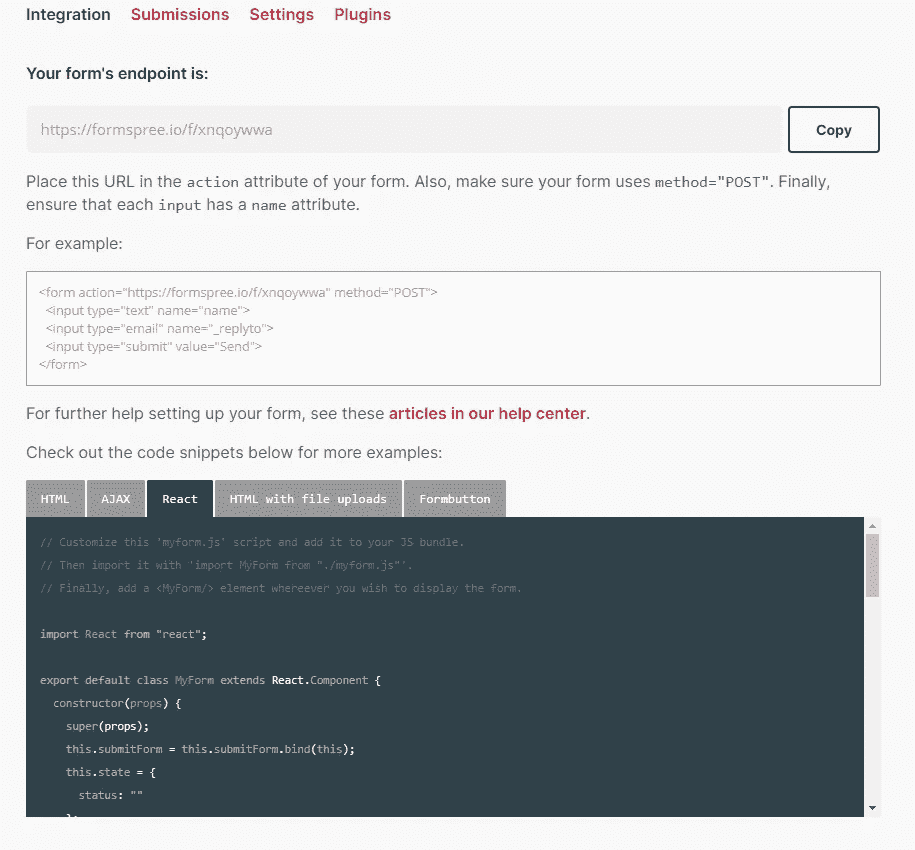 Integration Submissions Settings Plugins
Your form's endpoint is:
https://formspree.io/f/xnqoywwa
Copy
Place this URL in the action attribute of your form. Also, make sure your form uses method="POST". Finally,
ensure that each input has a name attribute.
For example:
<form action="https://formspree.io/f/xnqoywwa" method="POST">
  <input type="text" name="name">
  <input type="email" name="_replyto">
  <input type="submit" value="Send">
</form>
For further help setting up your form, see these articles in our help center.
Check out the code snippets below for more examples:
HTML AJAX React HTML with file uploads Formbutton
// Customize this 'myform.js' script and add it to your JS bundle.
// Then import it with 'import MyForm from "./myform.js"'.
// Finally, add a <MyForm/> element whereever you wish to display the form.
import React from "react";
export default class MyForm extends React.Component {
  constructor(props) {
    super(props);
    this.submitForm = this.submitForm.bind(this);
    this.state = {
      status: ""
    };